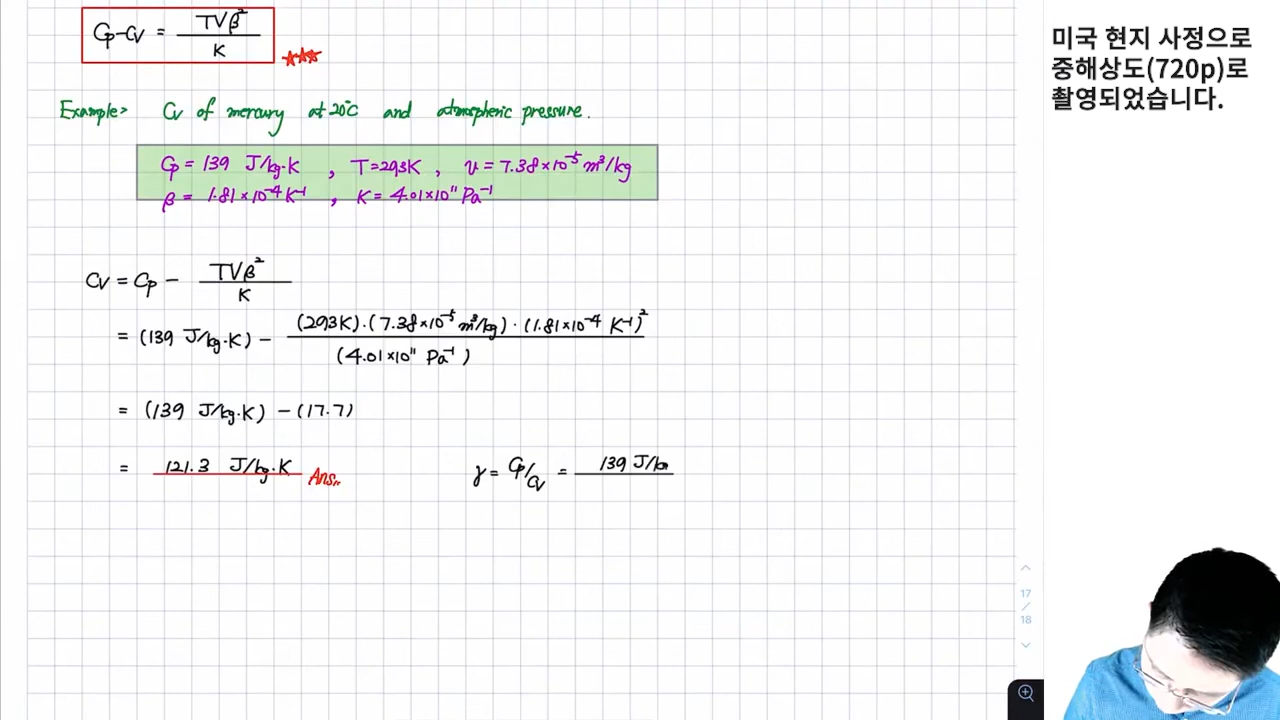 Cp-Cv = TVβ² / K ★★★
Example> Cv of mercury at 20°C and atmospheric pressure.
Cp = 139 J/kg·K , T=293K , v = 7.38×10⁻⁵ m³/kg
β = 1.81×10⁻⁴ K⁻¹ , K = 4.01×10¹¹ Pa⁻¹
Cv = Cp - TVβ² / K
= (139 J/kg·K) - (293K)·(7.38×10⁻⁵ m³/kg)·(1.81×10⁻⁴ K⁻¹)² / (4.01×10¹¹ Pa⁻¹)
= (139 J/kg·K) - (17.7)
= 121.3 J/kg·K Ans.
γ = Cp/Cv = 139 J/kg
미국 현지 사정으로
중해상도(720p)로
촬영되었습니다.
17
/
18